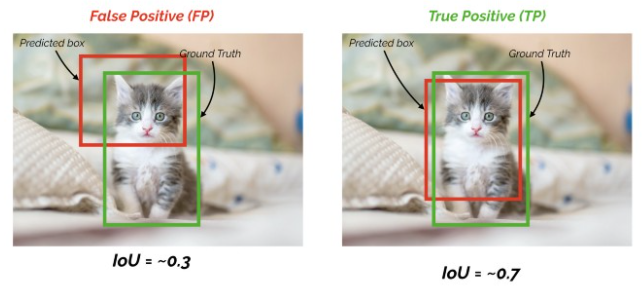 False Positive (FP)
Predicted box
Ground Truth
IoU = ~0.3
True Positive (TP)
Predicted box
Ground Truth
IoU = ~0.7